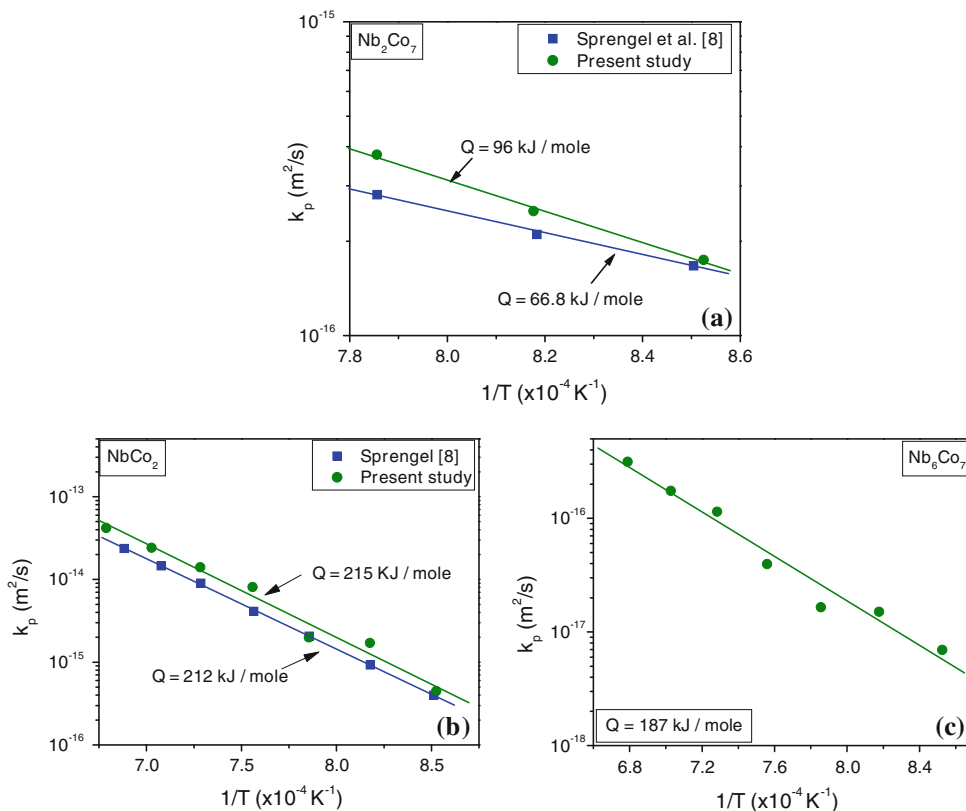 10⁻¹⁵
Nb₂Co₇
Sprengel et al. [8]
Present study
Q = 96 kJ / mole
kₚ (m²/s)
Q = 66.8 kJ / mole
(a)
10⁻¹⁶
7.8 8.0 8.2 8.4 8.6
1/T (x10⁻⁴ K⁻¹)
NbCo₂
Sprengel [8]
Present study
10⁻¹³
Q = 215 KJ / mole
10⁻¹⁴
kₚ (m²/s)
10⁻¹⁵
Q = 212 kJ / mole
(b)
10⁻¹⁶
7.0 7.5 8.0 8.5
1/T (x10⁻⁴ K⁻¹)
Nb₆Co₇
10⁻¹⁶
kₚ (m²/s)
10⁻¹⁷
Q = 187 kJ / mole
(c)
10⁻¹⁸
6.8 7.2 7.6 8.0 8.4
1/T (x10⁻⁴ K⁻¹)